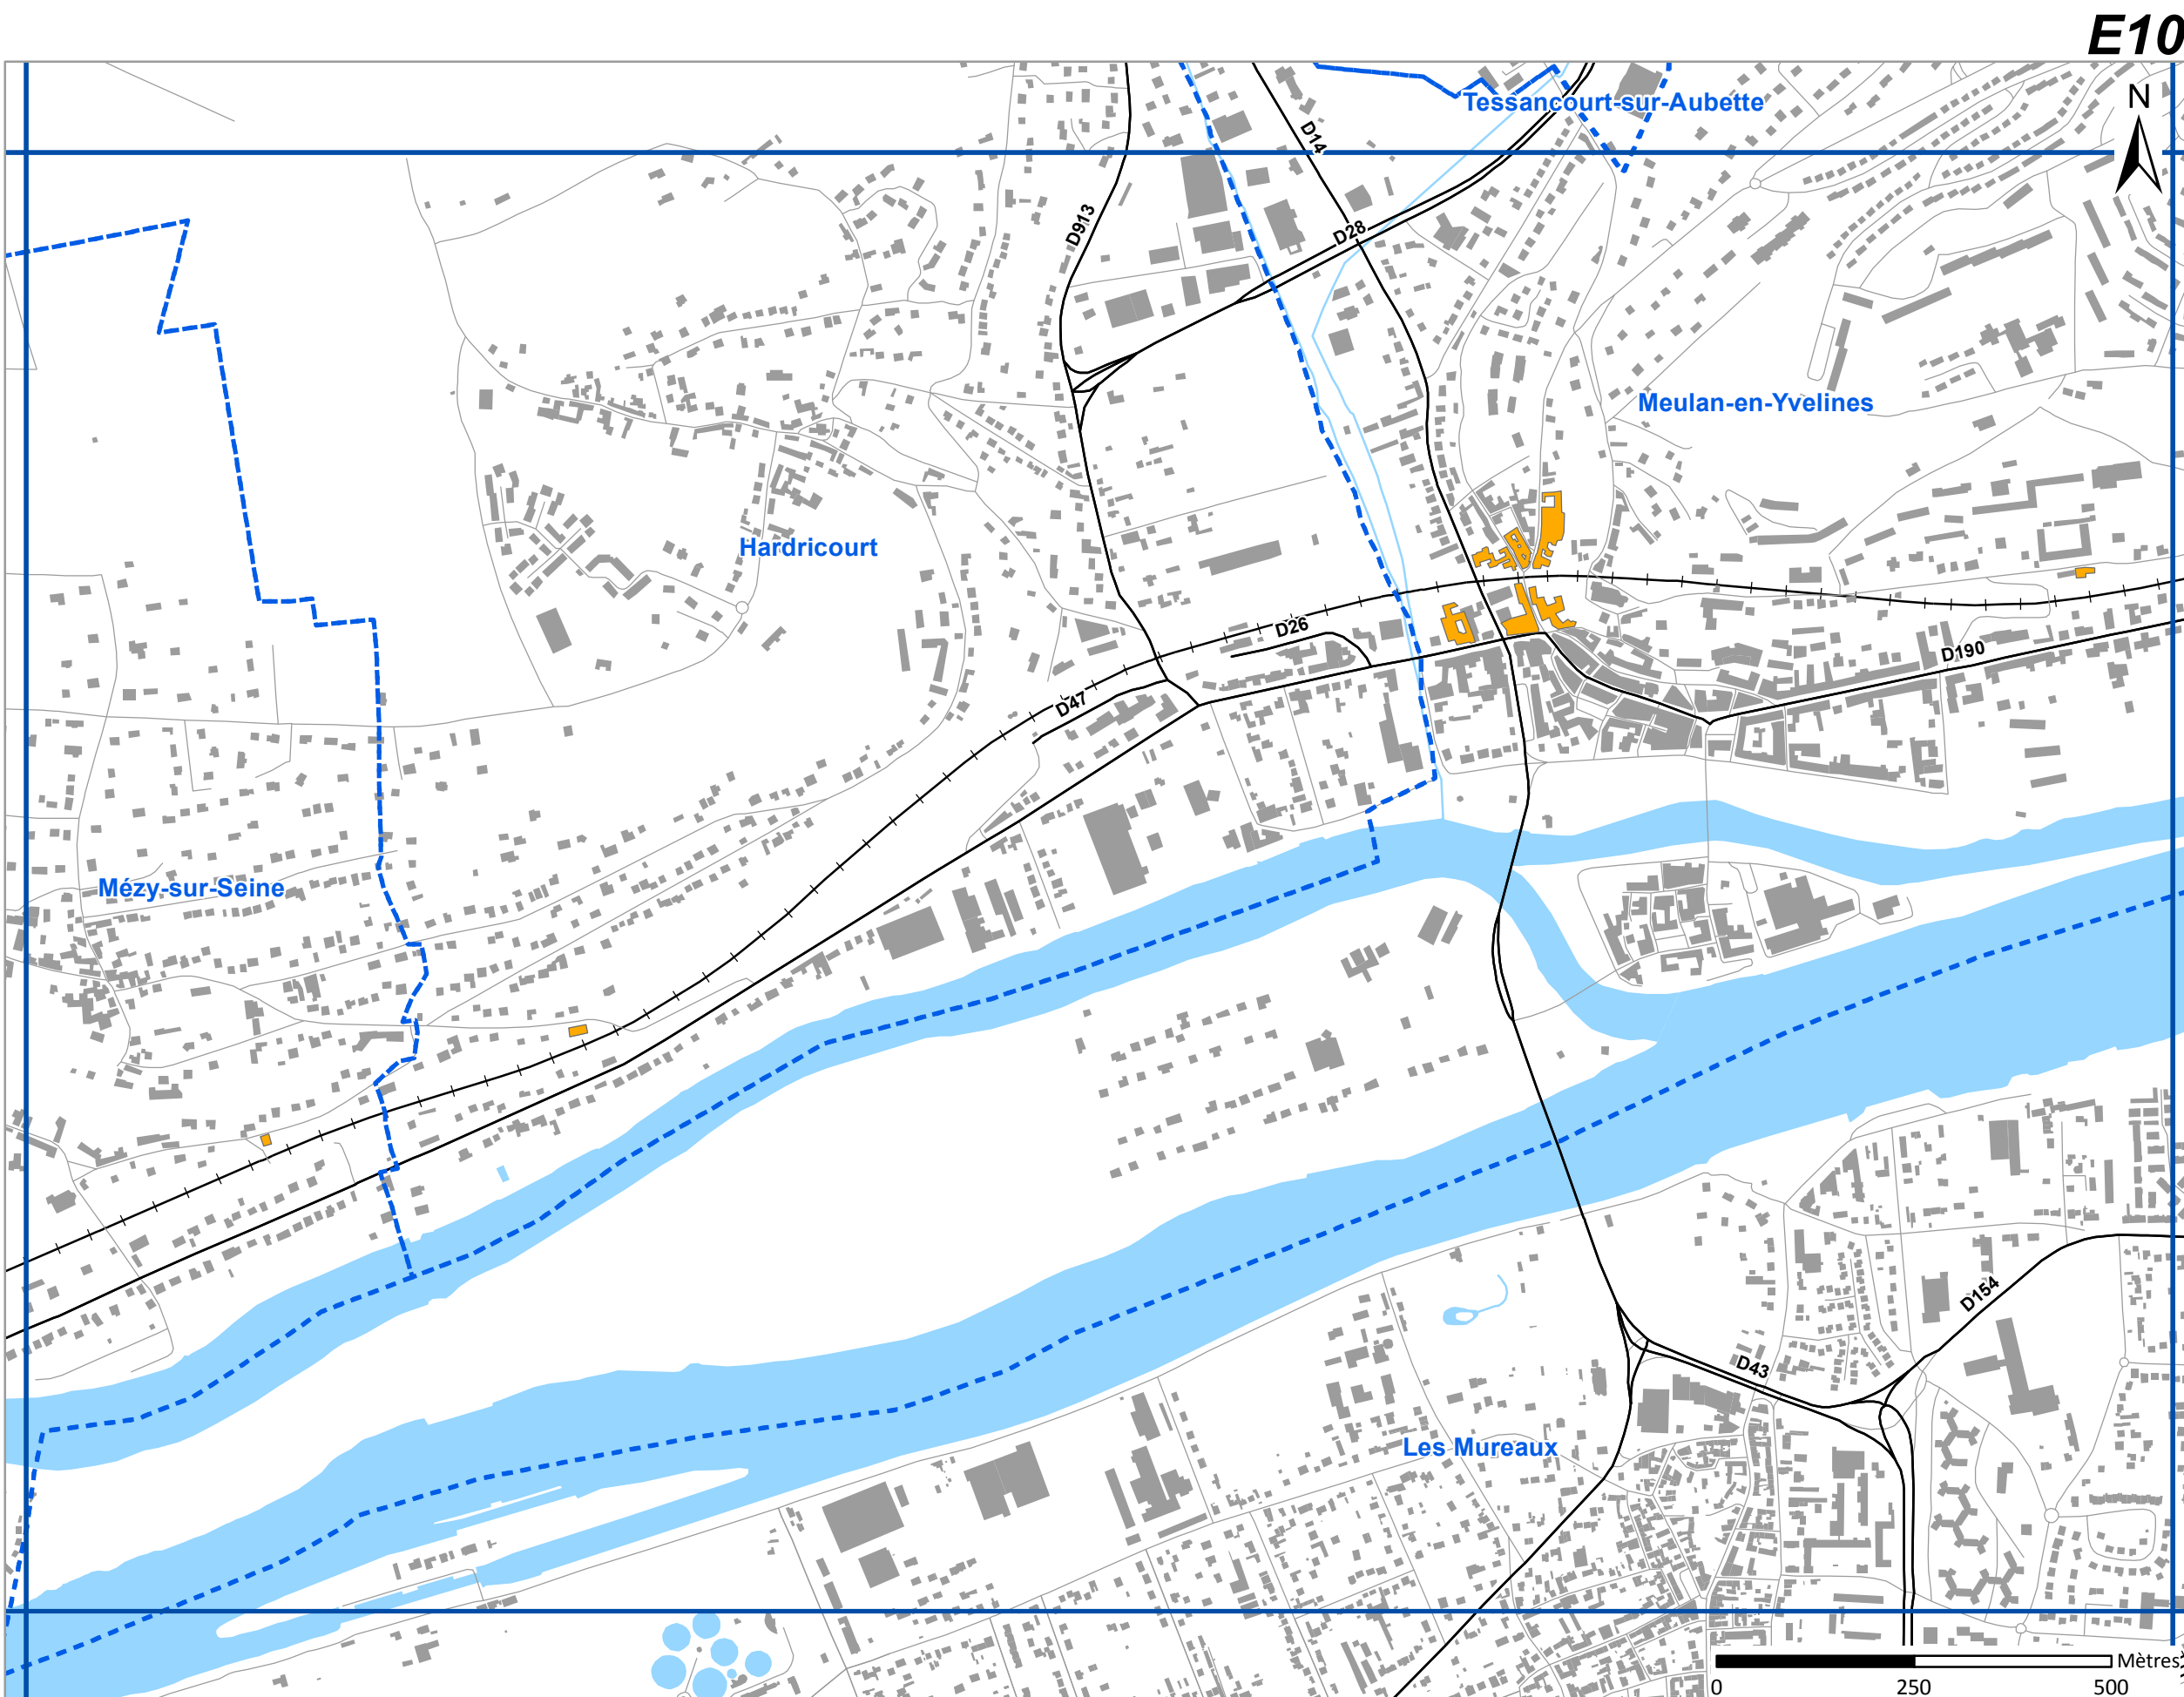 E10
Tessancourt-sur-Aubette
N
D14
D913
D28
Meulan-en-Yvelines
Hardricourt
D26
D190
D47
Mézy-sur-Seine
D154
D43
Les Mureaux
Mètres
0 250 500